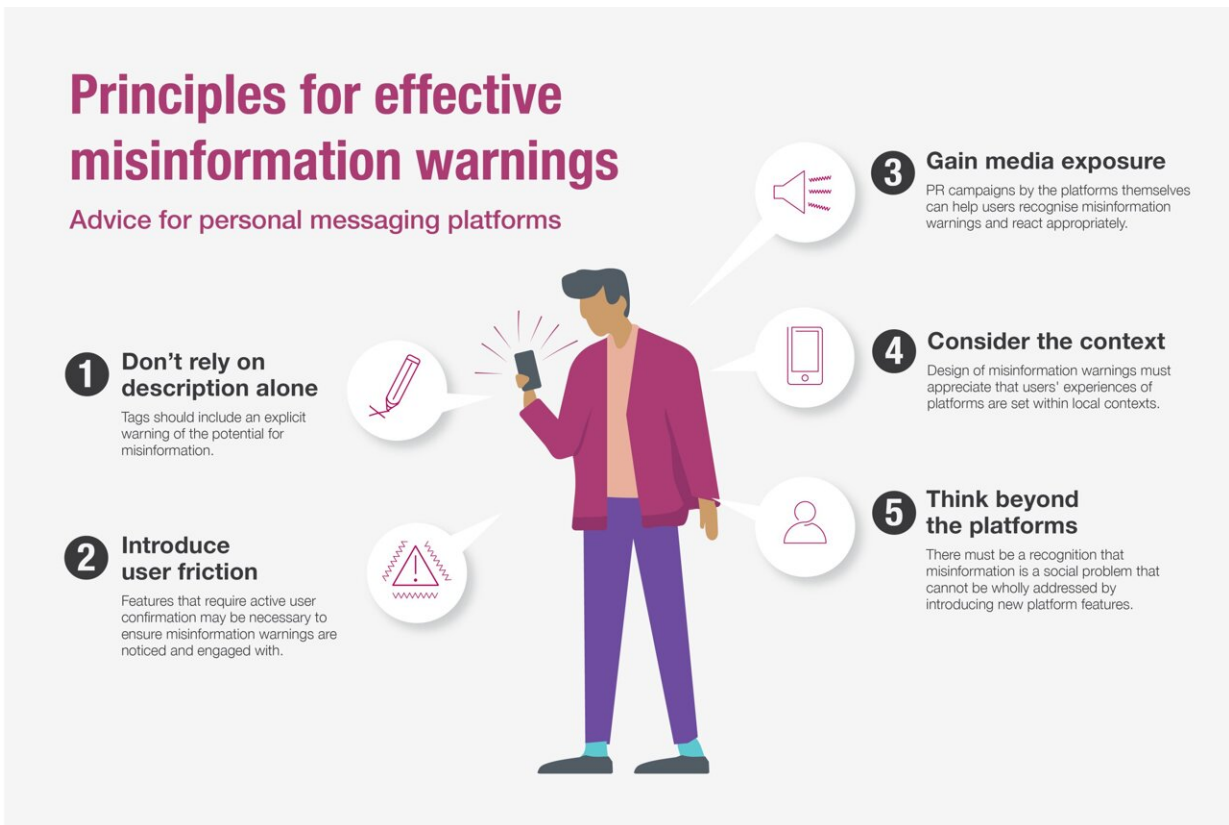 Principles for effective
misinformation warnings
Advice for personal messaging platforms
1
Don't rely on
description alone
Tags should include an explicit
warning of the potential for
misinformation.
2
Introduce
user friction
Features that require active user
confirmation may be necessary to
ensure misinformation warnings are
noticed and engaged with.
3
Gain media exposure
PR campaigns by the platforms themselves
can help users recognise misinformation
warnings and react appropriately.
4
Consider the context
Design of misinformation warnings must
appreciate that users' experiences of
platforms are set within local contexts.
5
Think beyond
the platforms
There must be a recognition that
misinformation is a social problem that
cannot be wholly addressed by
introducing new platform features.